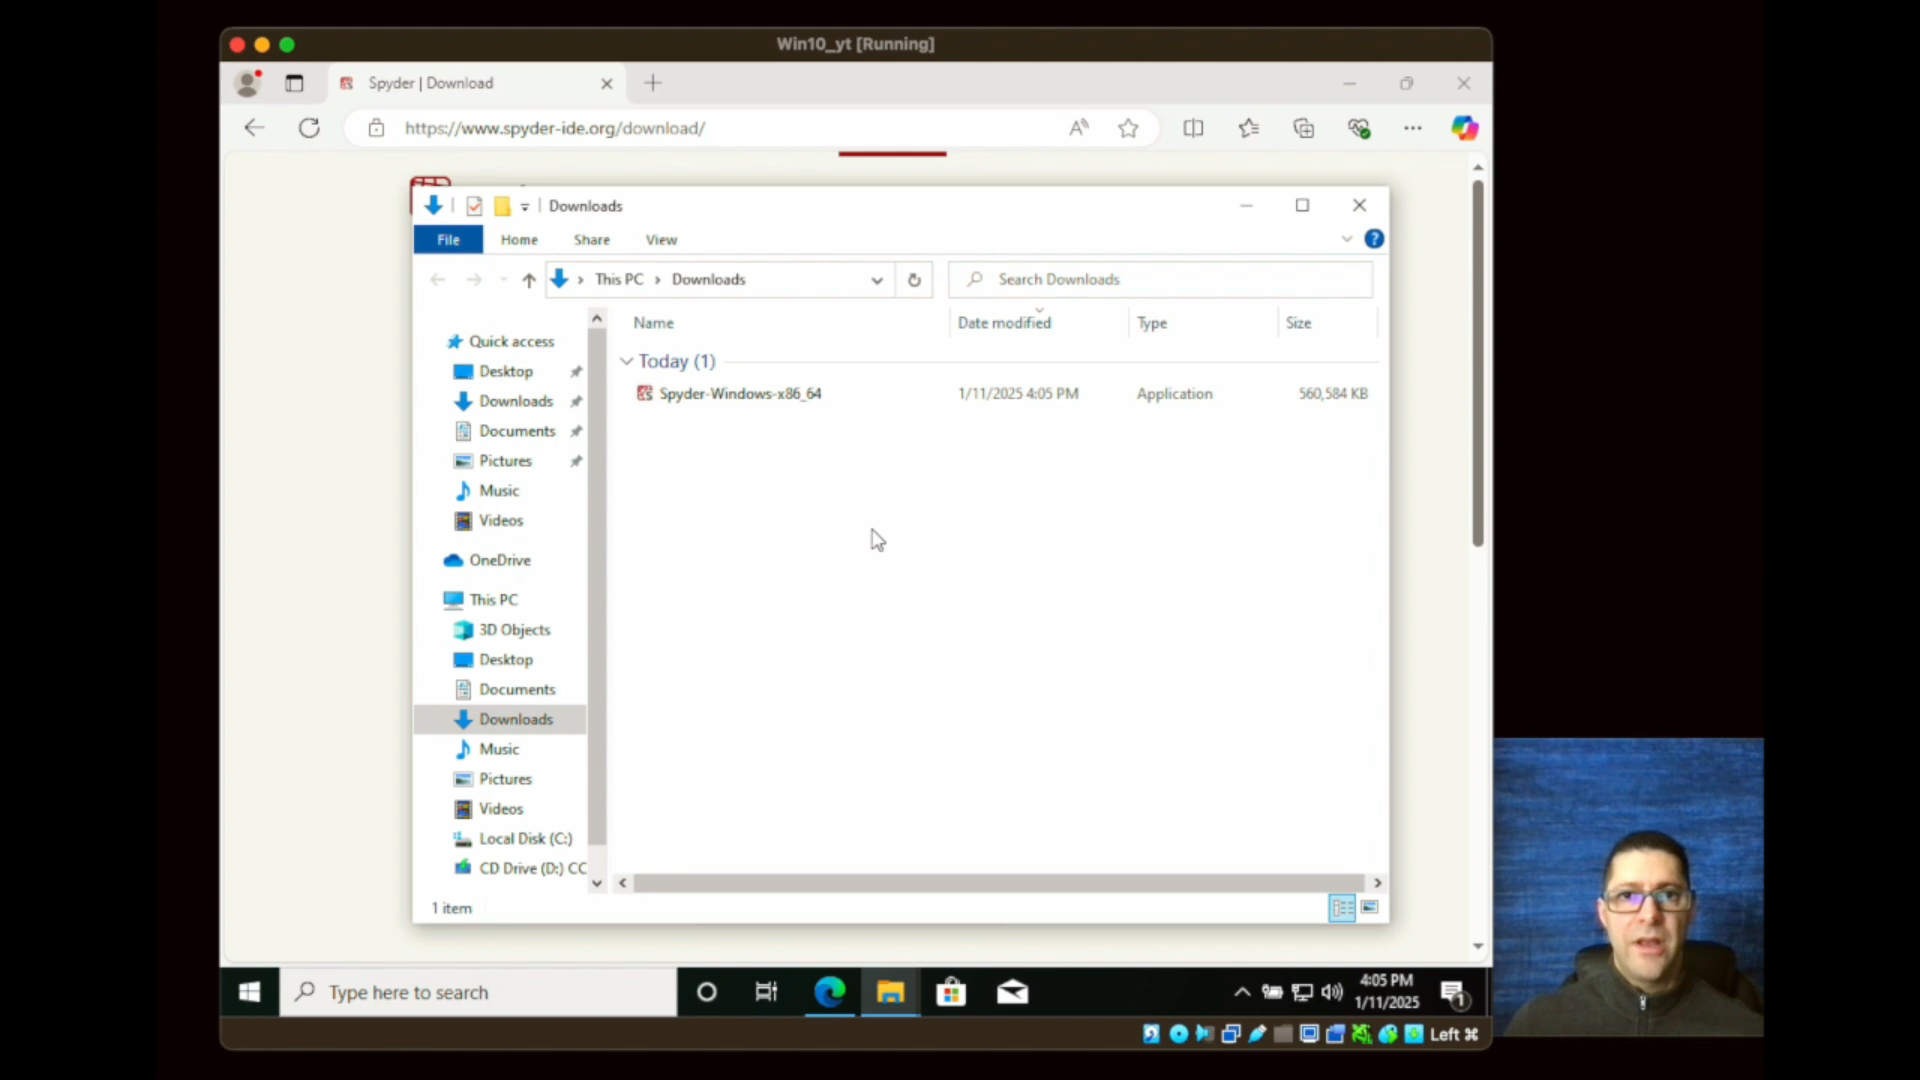 Win10_yt [Running]
Spyder | Download
https://www.spyder-ide.org/download/
Downloads
File Home Share View
This PC > Downloads
Search Downloads
Name Date modified Type Size
Quick access
Today (1)
Desktop
Spyder-Windows-x86_64 1/11/2025 4:05 PM Application 560,584 KB
Downloads
Documents
Pictures
Music
Videos
OneDrive
This PC
3D Objects
Desktop
Documents
Downloads
Music
Pictures
Videos
Local Disk (C:)
CD Drive (D:) CC
1 item
Type here to search
4:05 PM
1/11/2025
1
Left ⌘